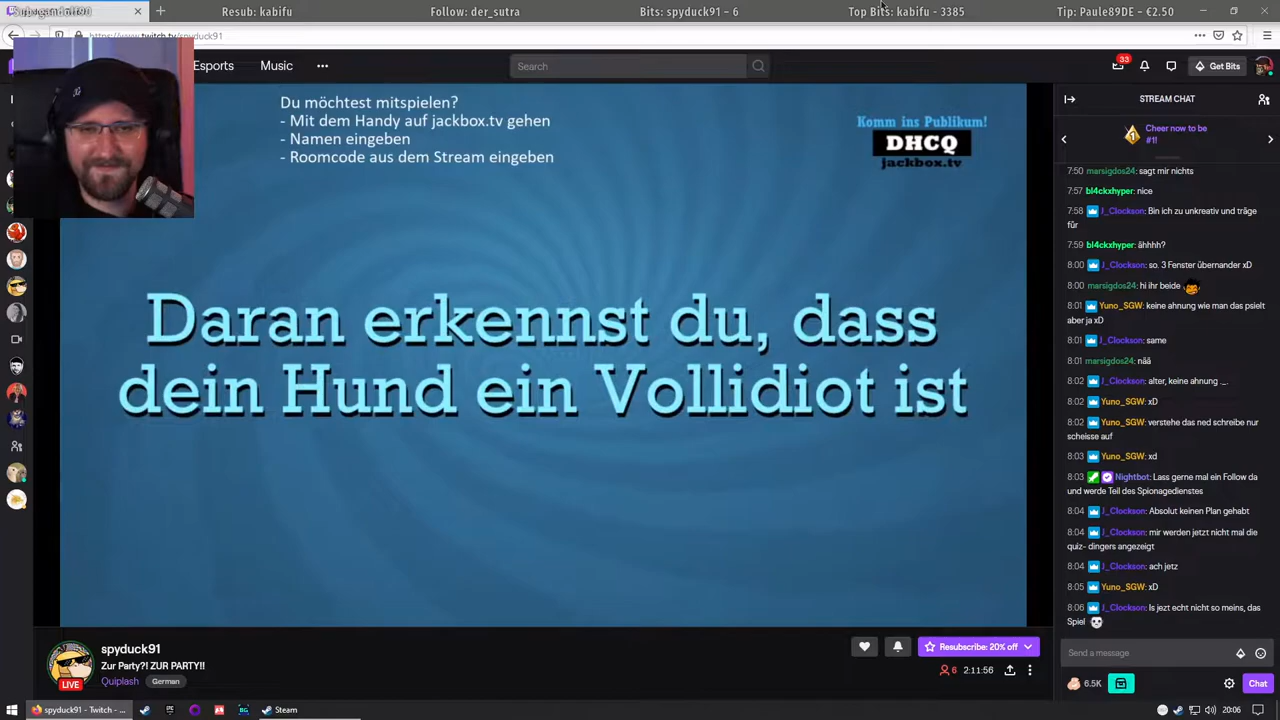 Resub: kabifu
Follow: der_sutra
Bits: spyduck91 - 6
Top Bits: kabifu - 3385
Tip: Paule89DE - €2.50
https://www.twitch.tv/spyduck91
Esports
Music
Search
33
Get Bits
Du möchtest mitspielen?
- Mit dem Handy auf jackbox.tv gehen
- Namen eingeben
- Roomcode aus dem Stream eingeben
Komm ins Publikum!
DHCQ
jackbox.tv
Daran erkennst du, dass
dein Hund ein Vollidiot ist
STREAM CHAT
Cheer now to be
#1!
7:50 marsigdos24: sagt mir nichts
7:57 bl4ckxhyper: nice
7:58 J_Clockson: Bin ich zu unkreativ und träge
für
7:59 bl4ckxhyper: ähhhh?
8:00 J_Clockson: so. 3 Fenster übernander xD
8:00 marsigdos24: hi ihr beide
8:01 Yuno_SGW: keine ahnung wie man das psielt
aber ja xD
8:01 J_Clockson: same
8:01 marsigdos24: nää
8:02 J_Clockson: alter, keine ahnung ._.
8:02 Yuno_SGW: xD
8:02 Yuno_SGW: verstehe das ned schreibe nur
scheisse auf
8:03 Yuno_SGW: xd
8:03 Nightbot: Lass gerne mal ein Follow da
und werde Teil des Spionagedienstes
8:04 J_Clockson: Absolut keinen Plan gehabt
8:04 J_Clockson: mir werden jetzt nicht mal die
quiz- dingers angezeigt
8:04 J_Clockson: ach jetz
8:05 Yuno_SGW: xD
8:06 J_Clockson: Is jezt echt nicht so meins, das
Spiel
Send a message
6.5K
Chat
spyduck91
Zur Party?! ZUR PARTY!!
LIVE
Quiplash
German
Resubscribe: 20% off
6
2:11:56
spyduck91 - Twitch - ...
Steam
20:06